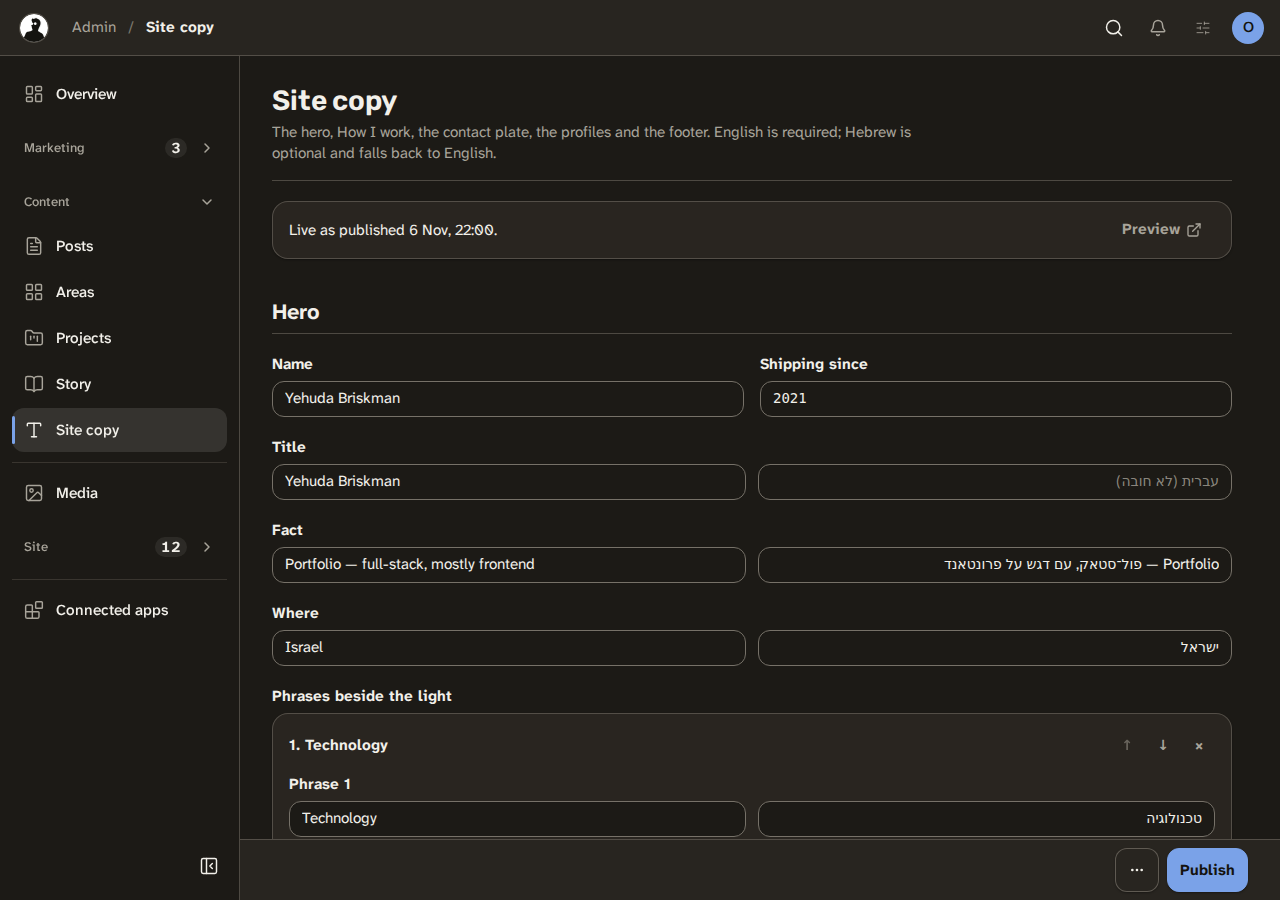 Admin / Site copy
O
Overview
Marketing 3
Content
Posts
Areas
Projects
Story
Site copy
Media
Site 12
Connected apps
Site copy
The hero, How I work, the contact plate, the profiles and the footer. English is required; Hebrew is
optional and falls back to English.
Live as published 6 Nov, 22:00.
Preview
Hero
Name
Shipping since
Yehuda Briskman
2021
Title
Yehuda Briskman
עברית (לא חובה)
Fact
Portfolio — full-stack, mostly frontend
Portfolio — פול־סטאק, עם דגש על פרונטאנד
Where
Israel
ישראל
Phrases beside the light
1. Technology
↑ ↓ ×
Phrase 1
Technology
טכנולוגיה
···
Publish